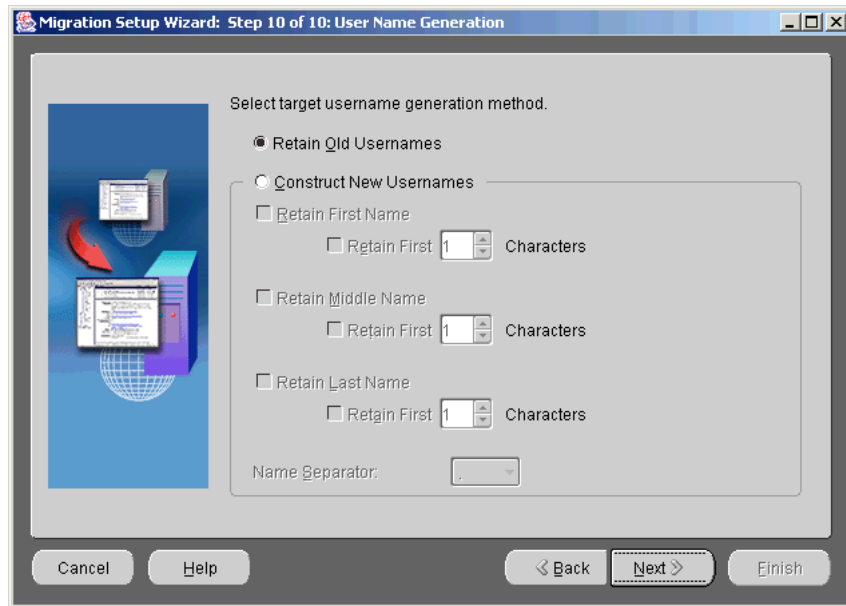 Migration Setup Wizard: Step 10 of 10: User Name Generation
Select target username generation method.
Retain Old Usernames
Construct New Usernames
Retain First Name
Retain First 1 Characters
Retain Middle Name
Retain First 1 Characters
Retain Last Name
Retain First 1 Characters
Name Separator: .
Cancel Help Back Next Finish